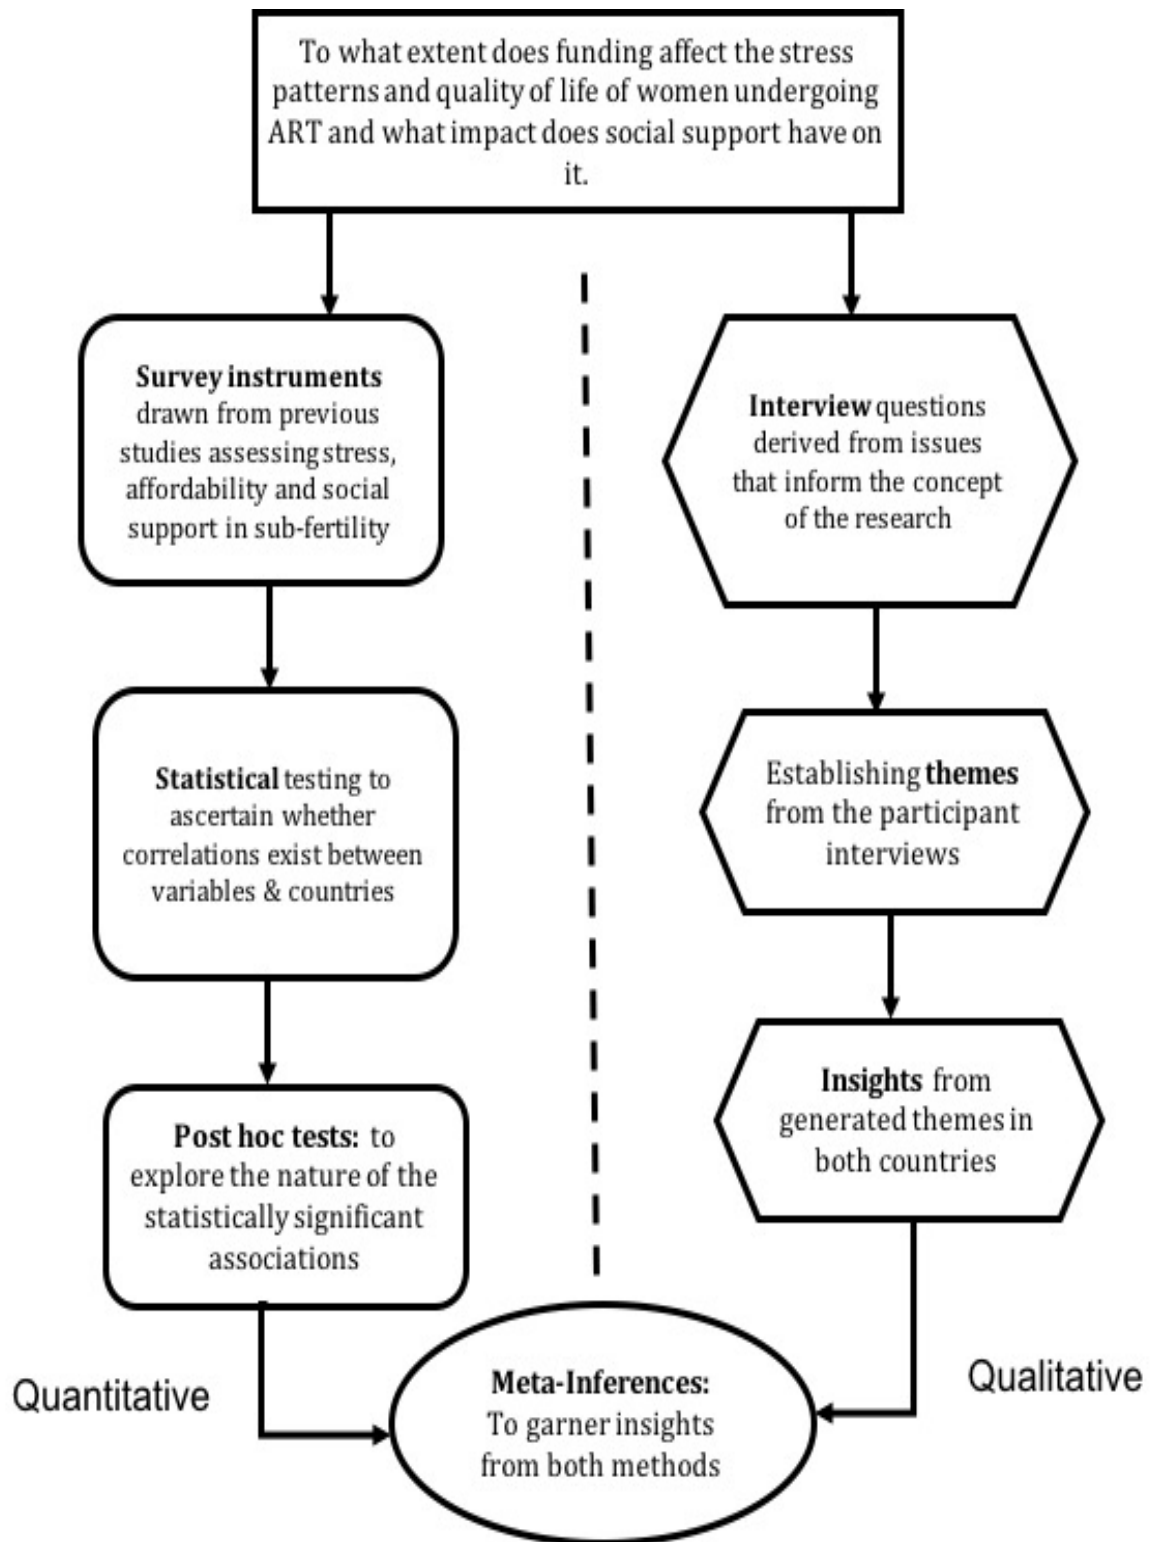 To what extent does funding affect the stress
patterns and quality of life of women undergoing
ART and what impact does social support have on
it.
Survey instruments
drawn from previous
studies assessing stress,
affordability and social
support in sub-fertility
Interview questions
derived from issues
that inform the concept
of the research
Statistical testing to
ascertain whether
correlations exist between
variables & countries
Establishing themes
from the participant
interviews
Post hoc tests: to
explore the nature of the
statistically significant
associations
Insights from
generated themes in
both countries
Quantitative
Qualitative
Meta-Inferences:
To garner insights
from both methods